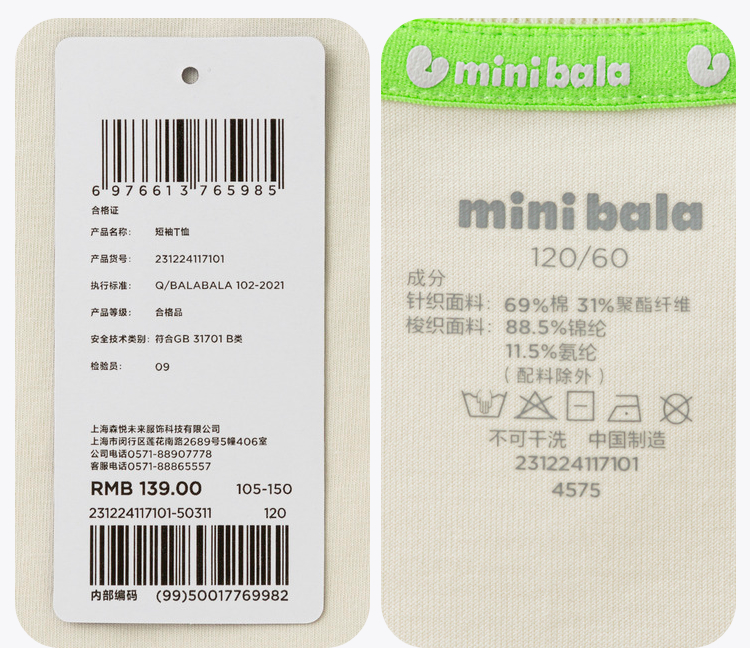 6 976613 765985
合格证
产品名称: 短袖T恤
产品货号: 231224117101
执行标准: Q/BALABALA 102-2021
产品等级: 合格品
安全技术类别: 符合GB 31701 B类
检验员: 09
上海森悦未来服饰科技有限公司
上海市闵行区莲花南路2689号5幢406室
公司电话0571-88907778
客服电话0571-88865557
RMB 139.00 105-150
231224117101-50311 120
内部编码 (99)50017769982
mini bala
mini bala
120/60
成分
针织面料: 69%棉 31%聚酯纤维
梭织面料: 88.5%锦纶
11.5%氨纶
(配料除外)
不可干洗 中国制造
231224117101
4575